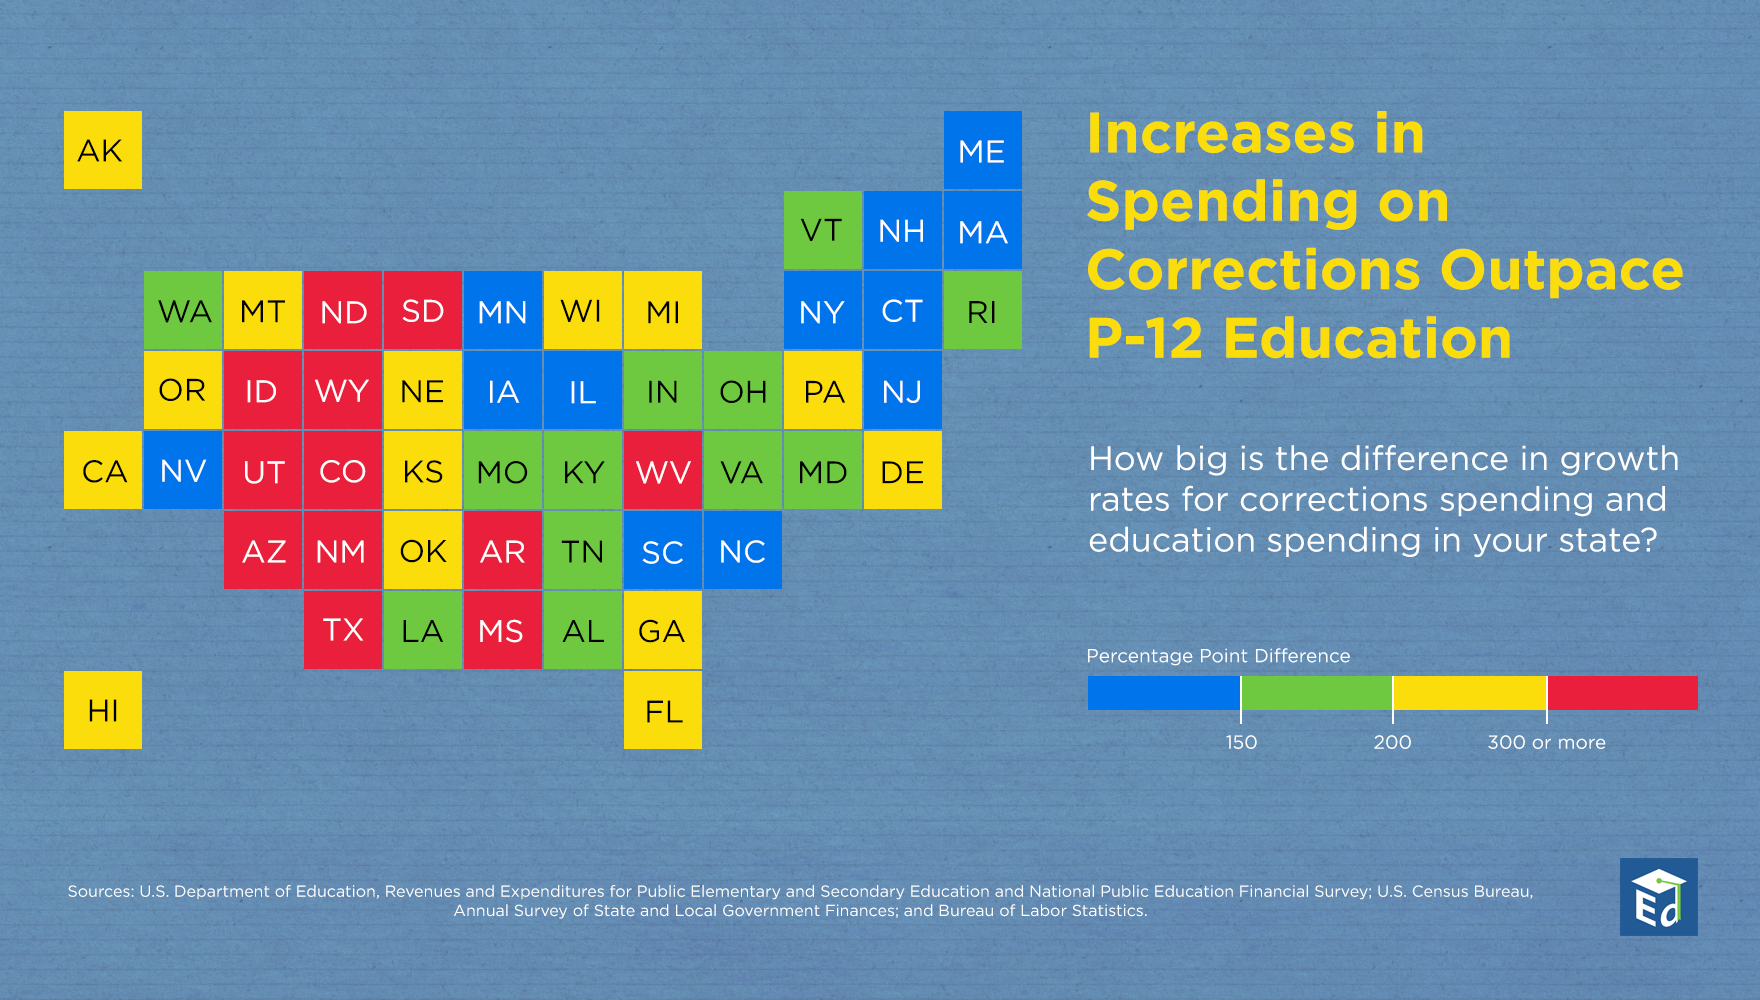 Increases in
Spending on
Corrections Outpace
P-12 Education
How big is the difference in growth
rates for corrections spending and
education spending in your state?
AK
ME
VT NH MA
WA MT ND SD MN WI MI NY CT RI
OR ID WY NE IA IL IN OH PA NJ
CA NV UT CO KS MO KY WV VA MD DE
AZ NM OK AR TN SC NC
TX LA MS AL GA
HI FL
Percentage Point Difference
150 200 300 or more
Sources: U.S. Department of Education, Revenues and Expenditures for Public Elementary and Secondary Education and National Public Education Financial Survey; U.S. Census Bureau,
Annual Survey of State and Local Government Finances; and Bureau of Labor Statistics.
Ed